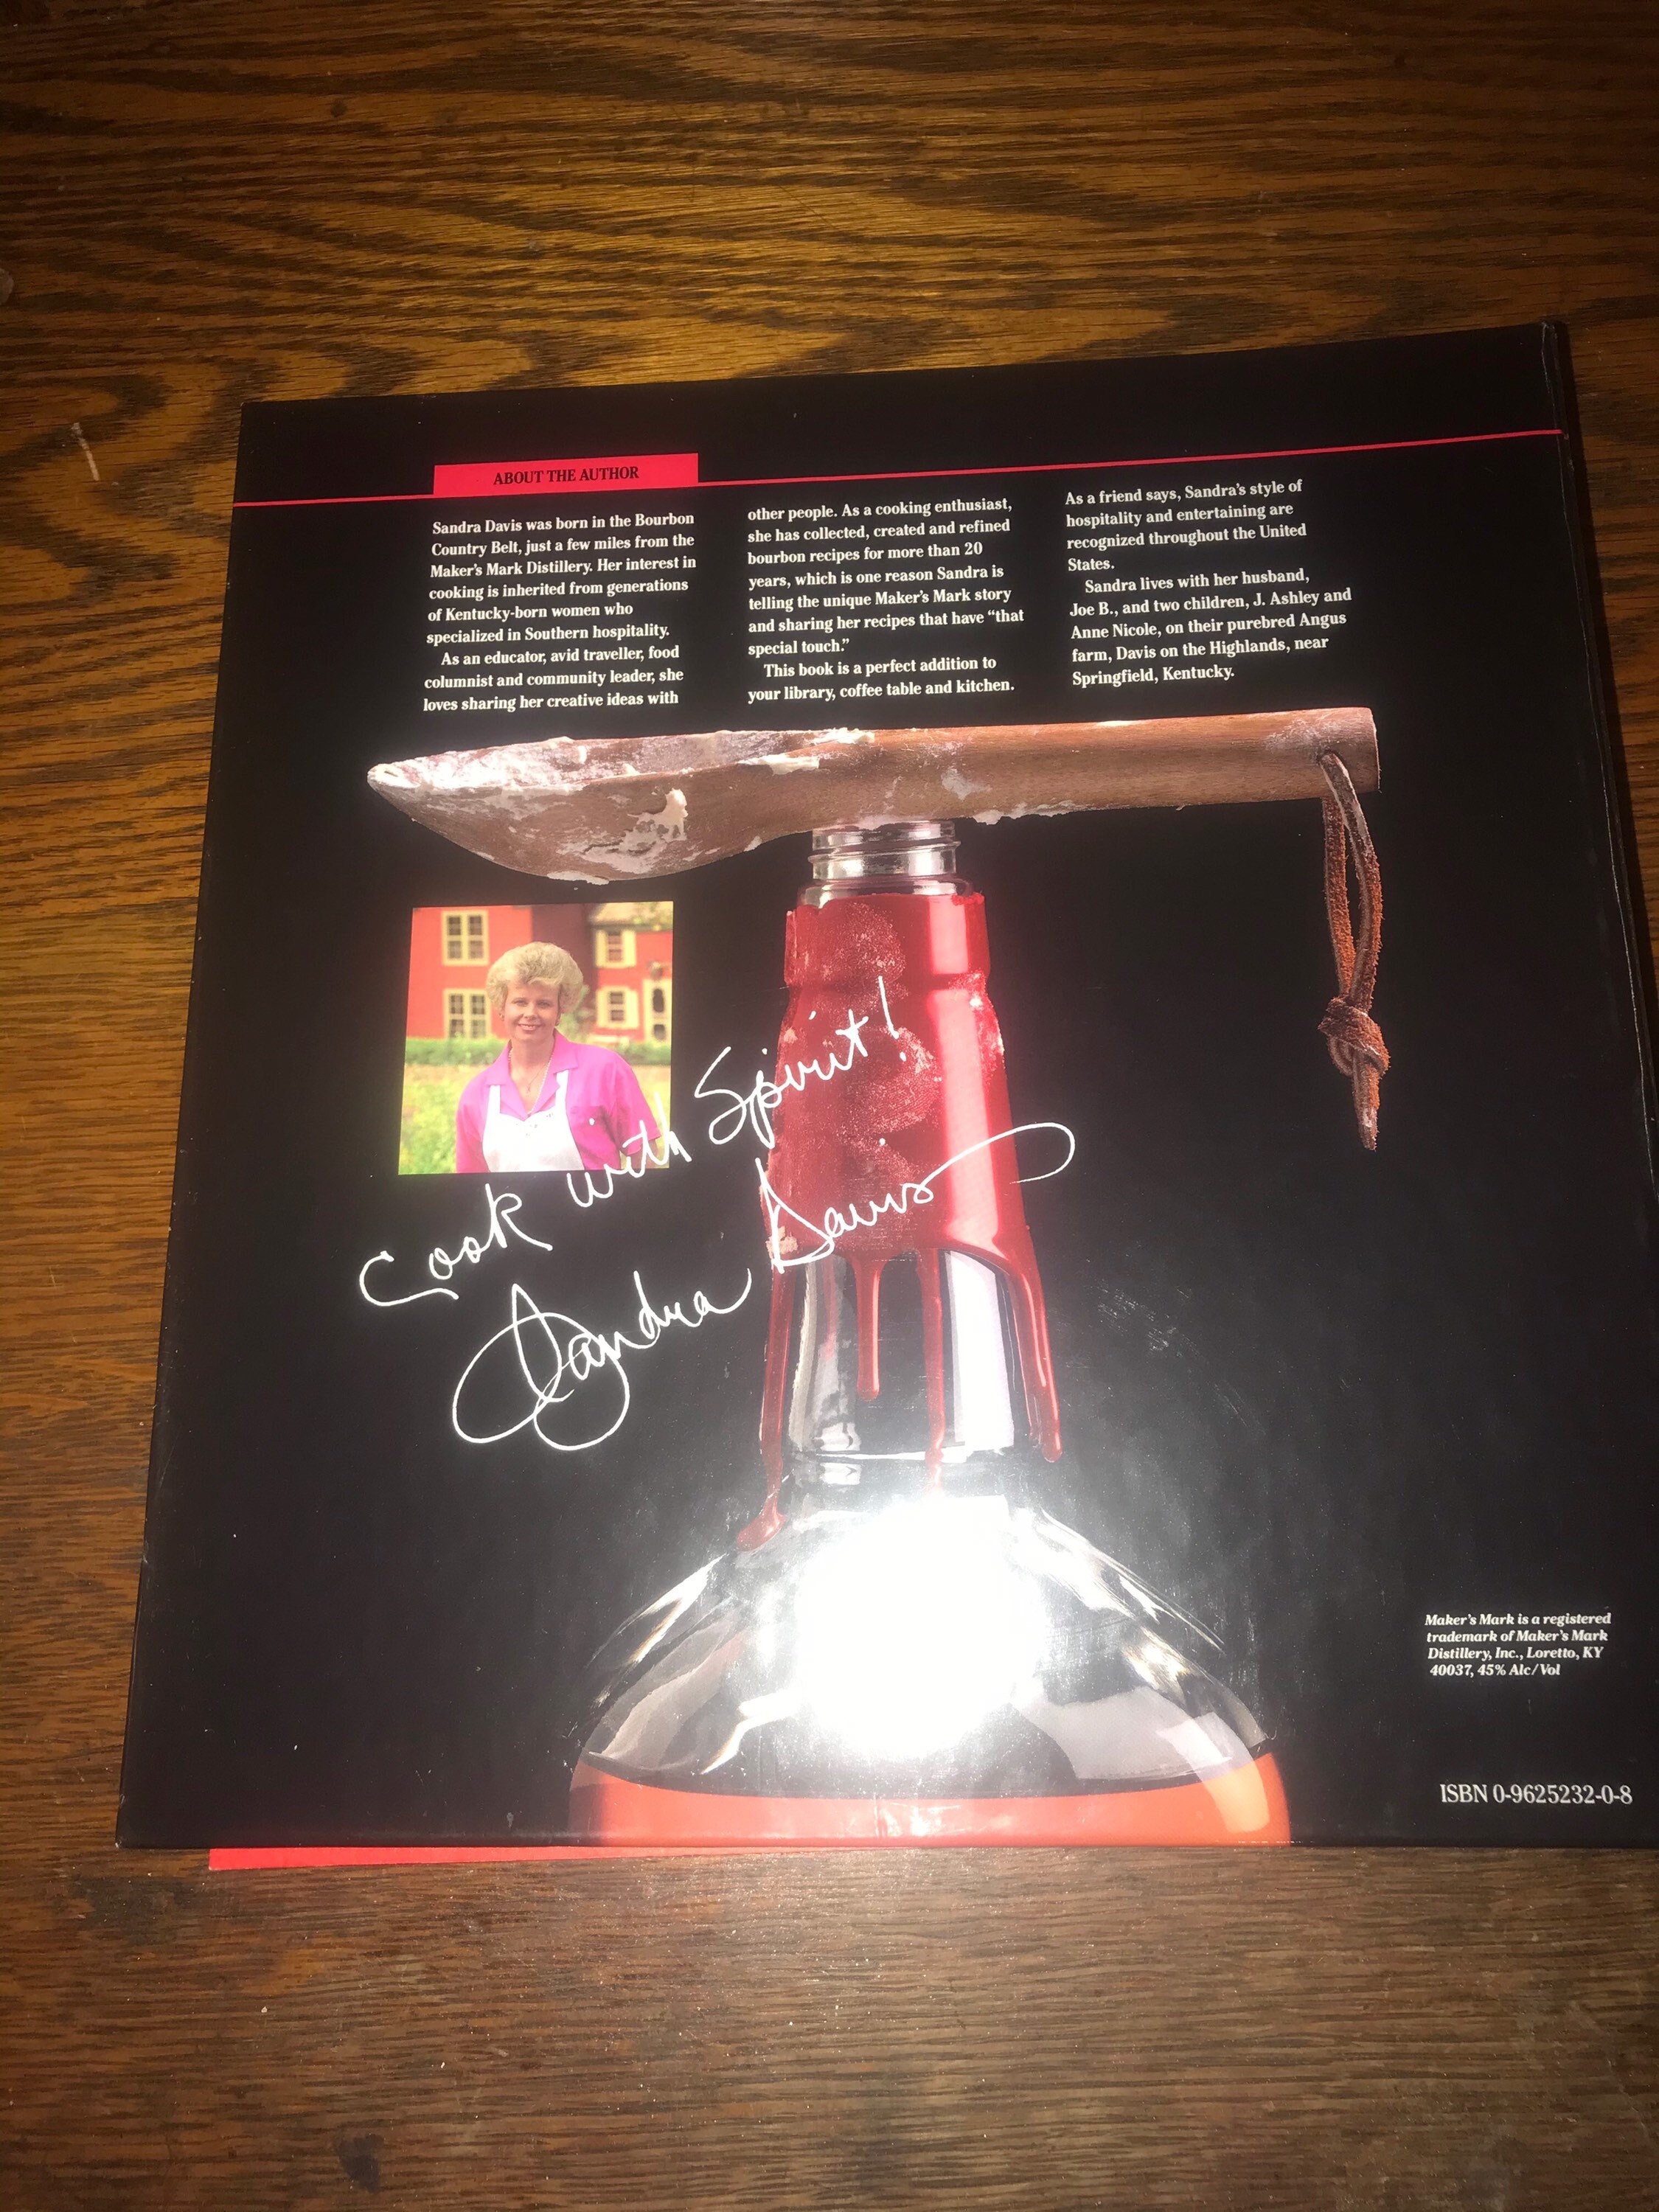 ABOUT THE AUTHOR
Sandra Davis was born in the Bourbon
Country Belt, just a few miles from the
Maker's Mark Distillery. Her interest in
cooking is inherited from generations
of Kentucky-born women who
specialized in Southern hospitality.
As an educator, avid traveller, food
columnist and community leader, she
loves sharing her creative ideas with
other people. As a cooking enthusiast,
she has collected, created and refined
bourbon recipes for more than 20
years, which is one reason Sandra is
telling the unique Maker's Mark story
and sharing her recipes that have “that
special touch.”
This book is a perfect addition to
your library, coffee table and kitchen.
As a friend says, Sandra's style of
hospitality and entertaining are
recognized throughout the United
States.
Sandra lives with her husband,
Joe B., and two children, J. Ashley and
Anne Nicole, on their purebred Angus
farm, Davis on the Highlands, near
Springfield, Kentucky.
Cook with Spirit!
Sandra Davis
Maker's Mark is a registered
trademark of Maker's Mark
Distillery, Inc., Loretto, KY
40037, 45% Alc/Vol
ISBN 0-9625232-0-8